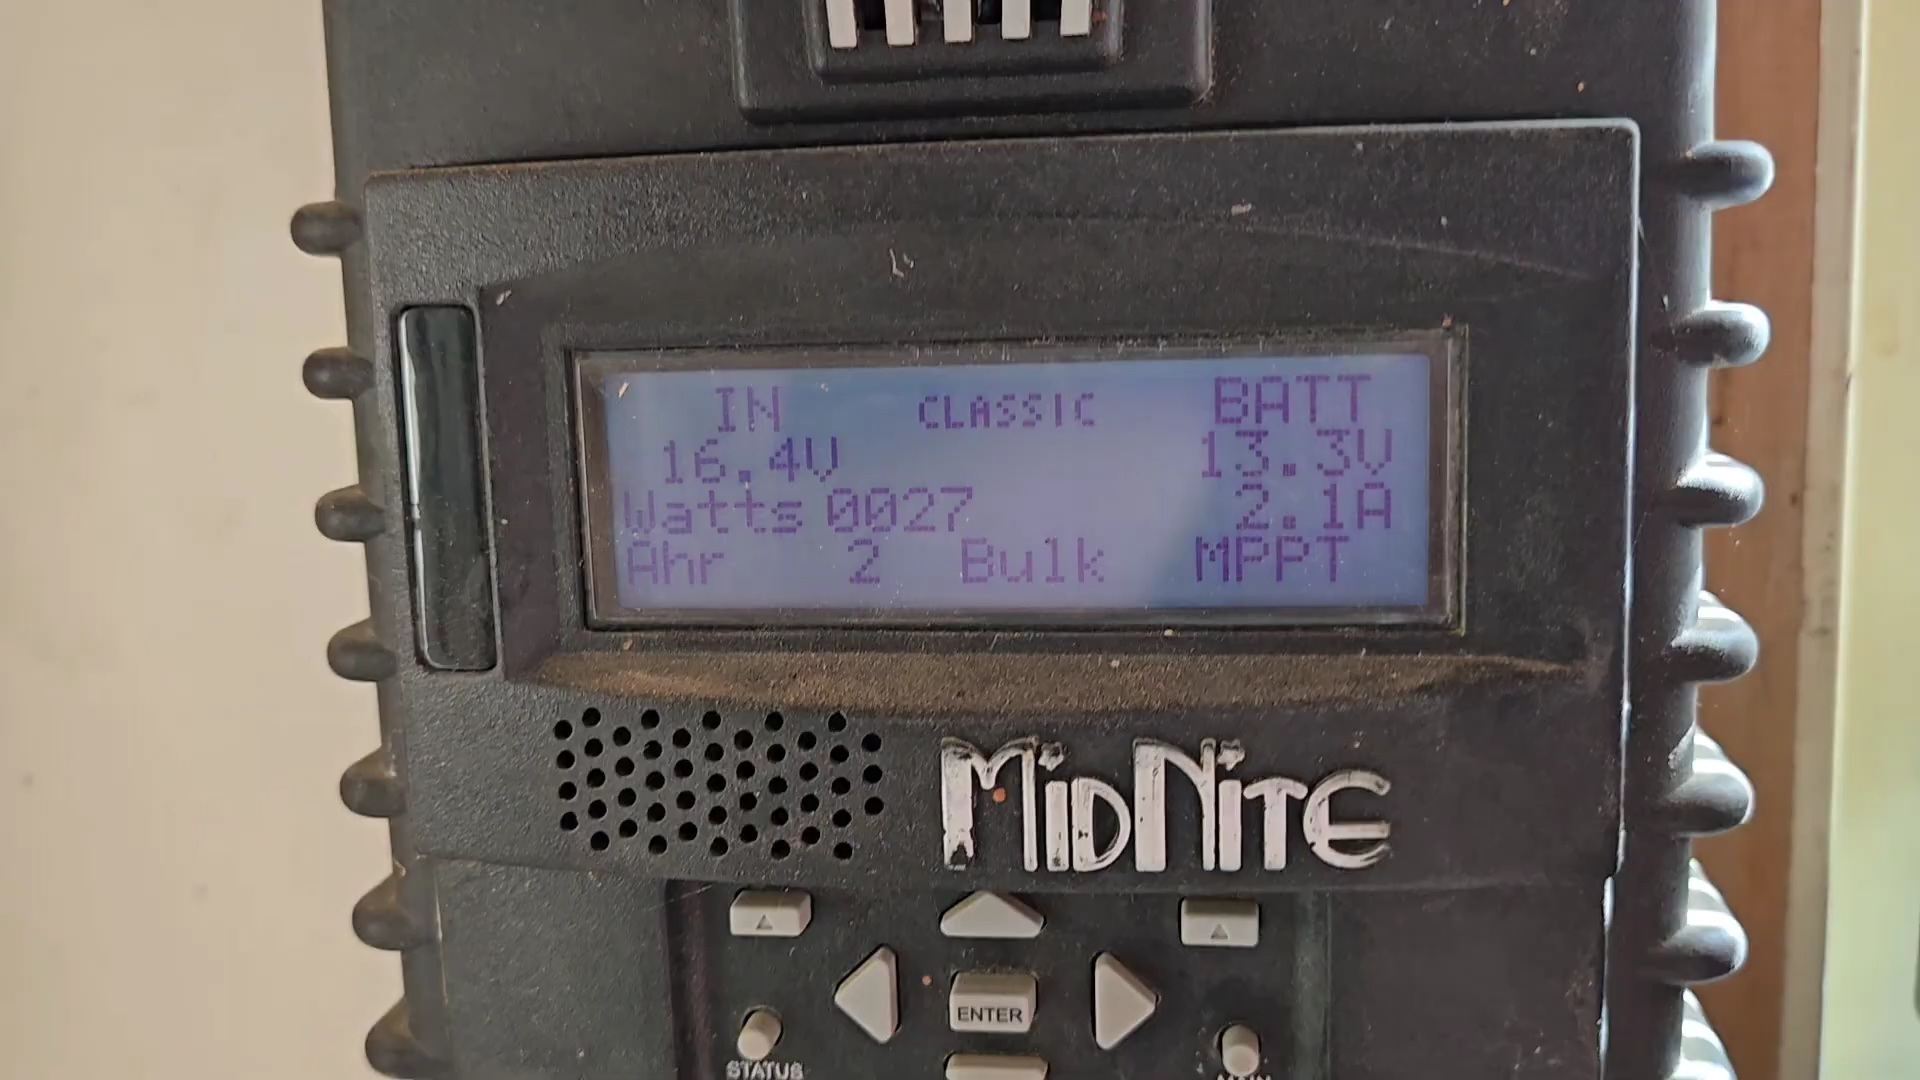 IN CLASSIC BATT
16.4V 13.3V
Watts 0027 2.1A
Ahr 2 Bulk MPPT
MIDNITE
ENTER
STATUS